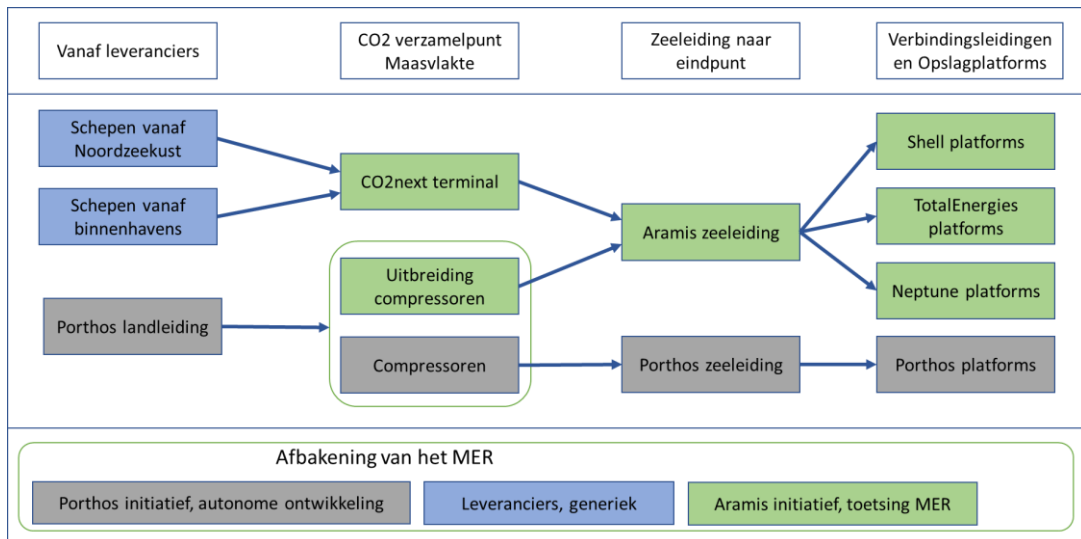 Vanaf leveranciers
CO2 verzamelpunt
Maasvlakte
Zeeleiding naar
eindpunt
Verbindingsleidingen
en Opslagplatforms
Schepen vanaf
Noordzeekust
Schepen vanaf
binnenhavens
Porthos landleiding
CO2next terminal
Uitbreiding
compressoren
Compressoren
Aramis zeeleiding
Porthos zeeleiding
Shell platforms
TotalEnergies
platforms
Neptune platforms
Porthos platforms
Afbakening van het MER
Porthos initiatief, autonome ontwikkeling
Leveranciers, generiek
Aramis initiatief, toetsing MER